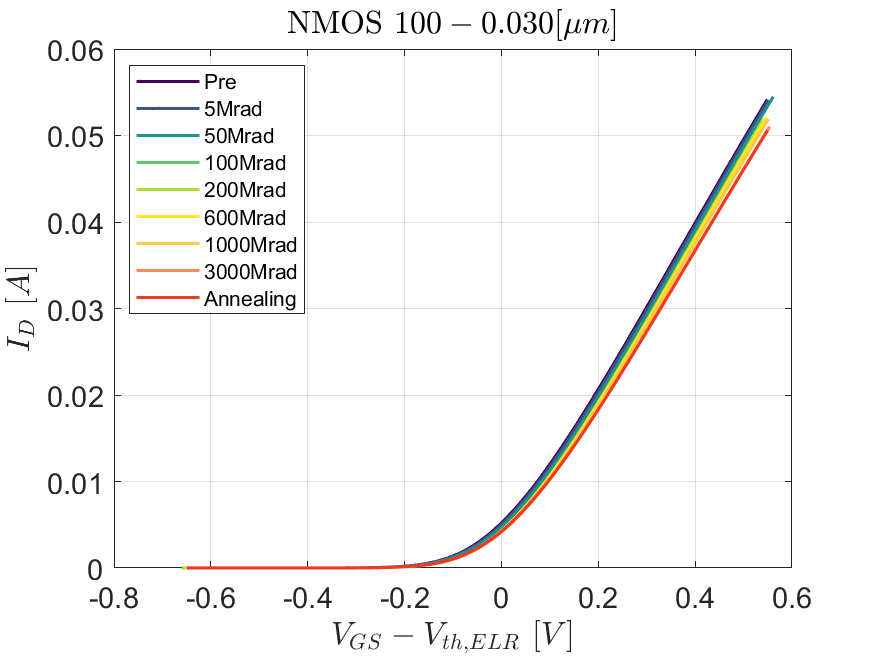 NMOS 100 − 0.030[μm]
0.06
0.05
0.04
0.03
0.02
0.01
0
Pre
5Mrad
50Mrad
100Mrad
200Mrad
600Mrad
1000Mrad
3000Mrad
Annealing
I_D [A]
-0.8 -0.6 -0.4 -0.2 0 0.2 0.4 0.6
V_GS − V_th,ELR [V]